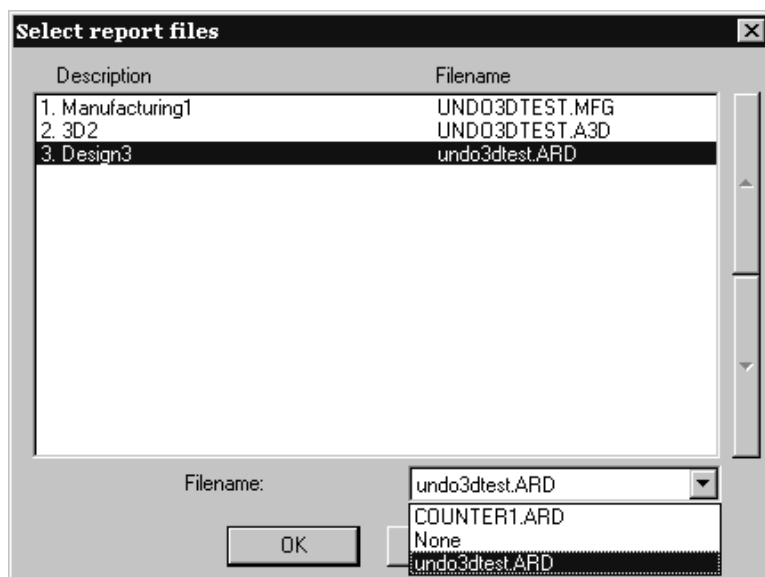 Select report files
Description Filename
1. Manufacturing1 UNDO3DTEST.MFG
2. 3D2 UNDO3DTEST.A3D
3. Design3 undo3dtest.ARD
Filename: undo3dtest.ARD
COUNTER1.ARD
OK None
undo3dtest.ARD